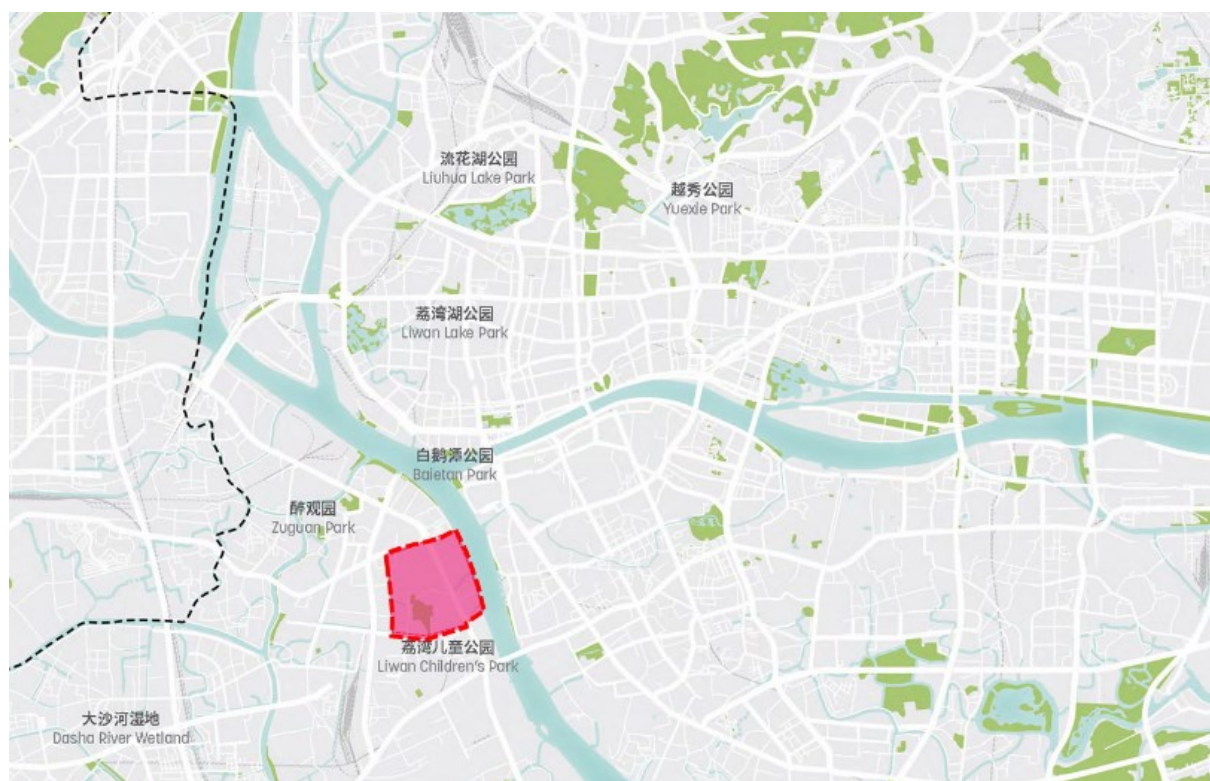 流花湖公园
Liuhua Lake Park
越秀公园
Yuexie Park
荔湾湖公园
Liwan Lake Park
白鹅潭公园
Baietan Park
醉观园
Zuguan Park
荔湾儿童公园
Liwan Children's Park
大沙河湿地
Dasha River Wetland